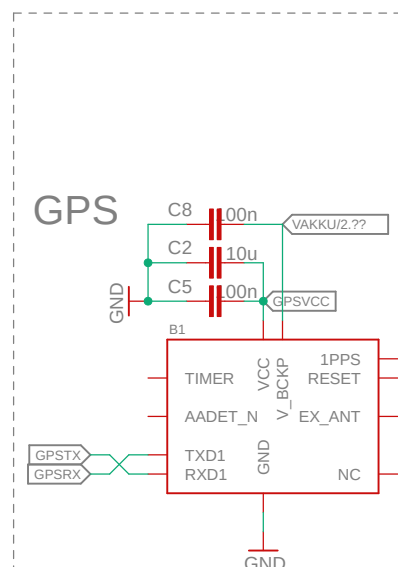 GPS
C8
100n
VAKKU/2.??
C2
10u
C5
100n
GPSVCC
GND
B1
TIMER
AADET_N
TXD1
RXD1
VCC
V_BCKP
GND
1PPS
RESET
EX_ANT
NC
GPSTX
GPSRX
GND